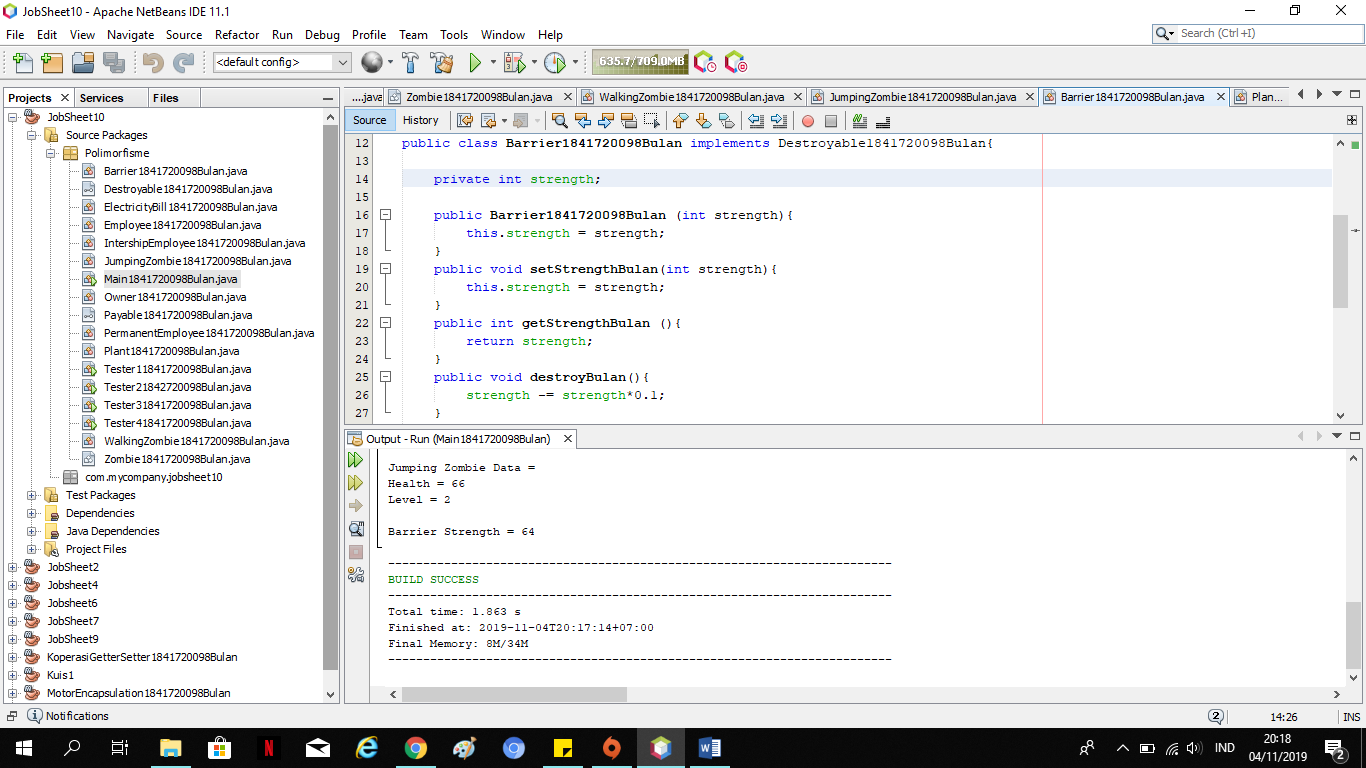 JobSheet10 - Apache NetBeans IDE 11.1
File Edit View Navigate Source Refactor Run Debug Profile Team Tools Window Help
Search (Ctrl+I)
<default config>
635.7/709.0MB
Projects Services Files
JobSheet10
Source Packages
Polimorfisme
Barrier1841720098Bulan.java
Destroyable1841720098Bulan.java
ElectricityBill1841720098Bulan.java
Employee1841720098Bulan.java
IntershipEmployee1841720098Bulan.java
JumpingZombie1841720098Bulan.java
Main1841720098Bulan.java
Owner1841720098Bulan.java
Payable1841720098Bulan.java
PermanentEmployee1841720098Bulan.java
Plant1841720098Bulan.java
Tester11841720098Bulan.java
Tester21842720098Bulan.java
Tester31841720098Bulan.java
Tester41841720098Bulan.java
WalkingZombie1841720098Bulan.java
Zombie1841720098Bulan.java
com.mycompany.jobsheet10
Test Packages
Dependencies
Java Dependencies
Project Files
JobSheet2
Jobsheet4
Jobsheet6
JobSheet7
JobSheet9
KoperasiGetterSetter1841720098Bulan
Kuis1
MotorEncapsulation1841720098Bulan
....java Zombie1841720098Bulan.java WalkingZombie1841720098Bulan.java JumpingZombie1841720098Bulan.java Barrier1841720098Bulan.java Plan...
Source History
12 public class Barrier1841720098Bulan implements Destroyable1841720098Bulan{
13
14 private int strength;
15
16 public Barrier1841720098Bulan (int strength){
17 this.strength = strength;
18 }
19 public void setStrengthBulan(int strength){
20 this.strength = strength;
21 }
22 public int getStrengthBulan (){
23 return strength;
24 }
25 public void destroyBulan(){
26 strength -= strength*0.1;
27 }
Output - Run (Main1841720098Bulan)
Jumping Zombie Data =
Health = 66
Level = 2
Barrier Strength = 64
------------------------------------------------------------------------
BUILD SUCCESS
------------------------------------------------------------------------
Total time: 1.863 s
Finished at: 2019-11-04T20:17:14+07:00
Final Memory: 8M/34M
------------------------------------------------------------------------
Notifications
2
14:26 INS
IND
20:18
04/11/2019
2